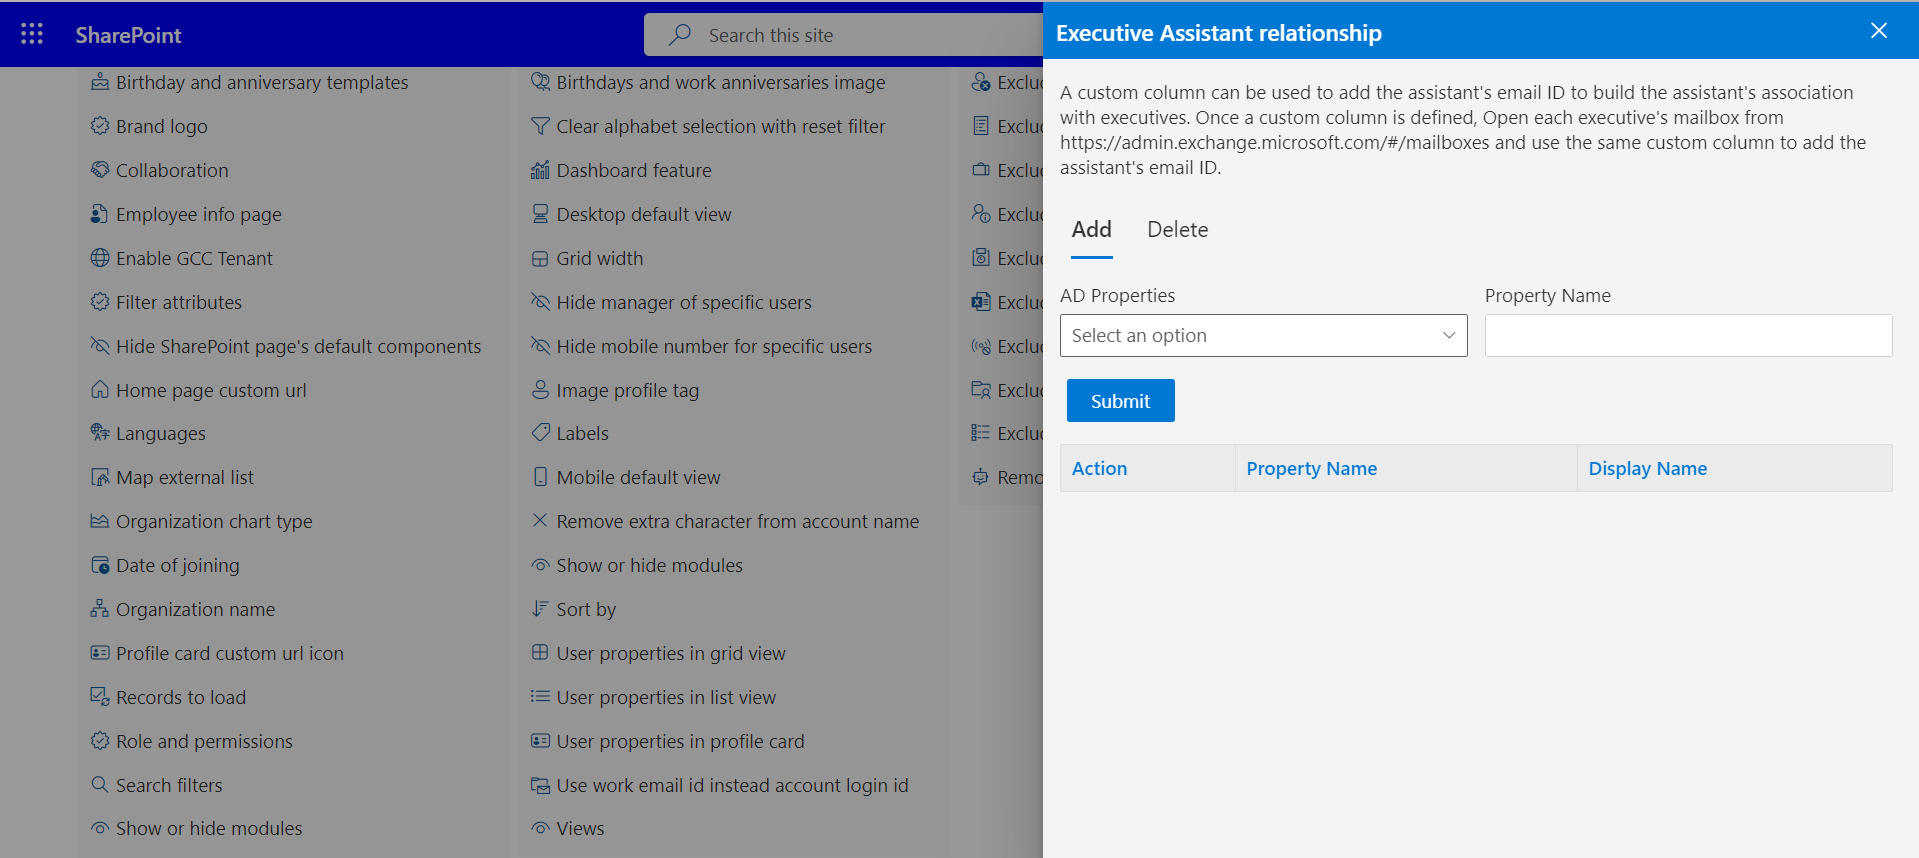 SharePoint
Search this site
Birthday and anniversary templates
Brand logo
Collaboration
Employee info page
Enable GCC Tenant
Filter attributes
Hide SharePoint page's default components
Home page custom url
Languages
Map external list
Organization chart type
Date of joining
Organization name
Profile card custom url icon
Records to load
Role and permissions
Search filters
Show or hide modules
Birthdays and work anniversaries image
Clear alphabet selection with reset filter
Dashboard feature
Desktop default view
Grid width
Hide manager of specific users
Hide mobile number for specific users
Image profile tag
Labels
Mobile default view
Remove extra character from account name
Show or hide modules
Sort by
User properties in grid view
User properties in list view
User properties in profile card
Use work email id instead account login id
Views
Executive Assistant relationship
A custom column can be used to add the assistant's email ID to build the assistant's association
with executives. Once a custom column is defined, Open each executive's mailbox from
https://admin.exchange.microsoft.com/#/mailboxes and use the same custom column to add the
assistant's email ID.
Add Delete
AD Properties
Property Name
Select an option
Submit
Action Property Name Display Name